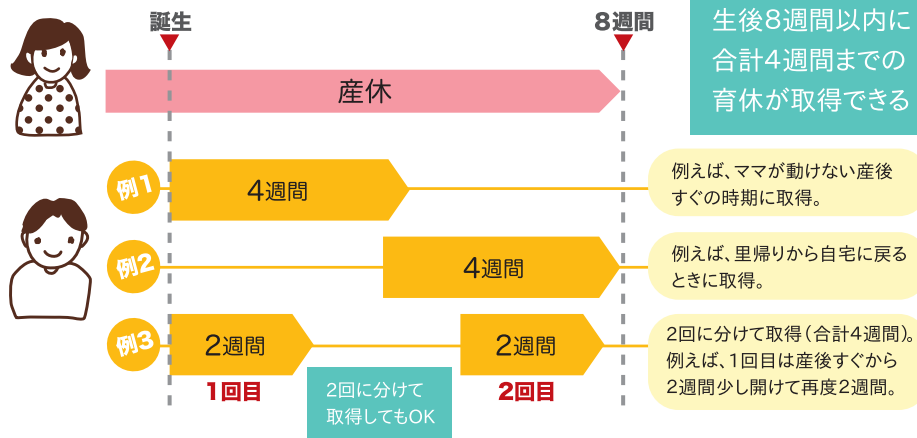 誕生
8週間
生後8週間以内に
合計4週間までの
育休が取得できる
産休
例1
4週間
例えば、ママが動けない産後
すぐの時期に取得。
例2
4週間
例えば、里帰りから自宅に戻る
ときに取得。
例3
2週間
2週間
1回目
2回目
2回に分けて
取得してもOK
2回に分けて取得(合計4週間)。
例えば、1回目は産後すぐから
2週間少し開けて再度2週間。